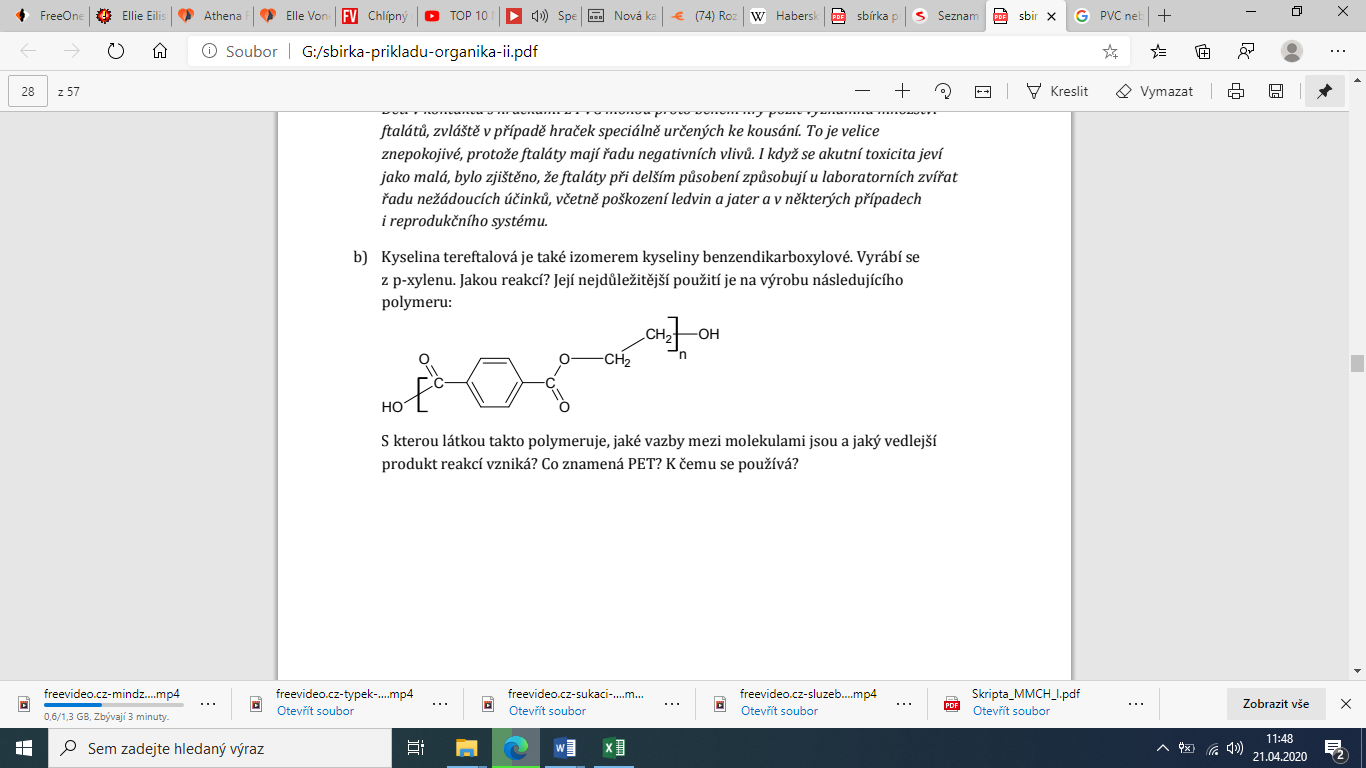 FreeOne
Ellie Eilis
Athena F
Elle Vone
Chlípný
TOP 10 N
Spe
Nová ka
(74) Roz
Habersk
sbírka p
Seznam
sbir
PVC neb
Soubor | G:/sbirka-prikladu-organika-ii.pdf
28 z 57
Kreslit
Vymazat
ftalátů, zvláště v případě hraček speciálně určených ke kousání. To je velice
znepokojivé, protože ftaláty mají řadu negativních vlivů. I když se akutní toxicita jeví
jako malá, bylo zjištěno, že ftaláty při delším působení způsobují u laboratorních zvířat
řadu nežádoucích účinků, včetně poškození ledvin a jater a v některých případech
i reprodukčního systému.
b) Kyselina tereftalová je také izomerem kyseliny benzendikarboxylové. Vyrábí se
z p-xylenu. Jakou reakcí? Její nejdůležitější použití je na výrobu následujícího
polymeru:
CH2 OH
n
O O CH2
C C
HO O
S kterou látkou takto polymeruje, jaké vazby mezi molekulami jsou a jaký vedlejší
produkt reakcí vzniká? Co znamená PET? K čemu se používá?
freevideo.cz-mindz....mp4
0,6/1,3 GB, Zbývají 3 minuty.
freevideo.cz-typek-....mp4
Otevřít soubor
freevideo.cz-sukaci-....m...
Otevřít soubor
freevideo.cz-sluzeb....mp4
Otevřít soubor
Skripta_MMCH_I.pdf
Otevřít soubor
Zobrazit vše
Sem zadejte hledaný výraz
11:48
21.04.2020
2